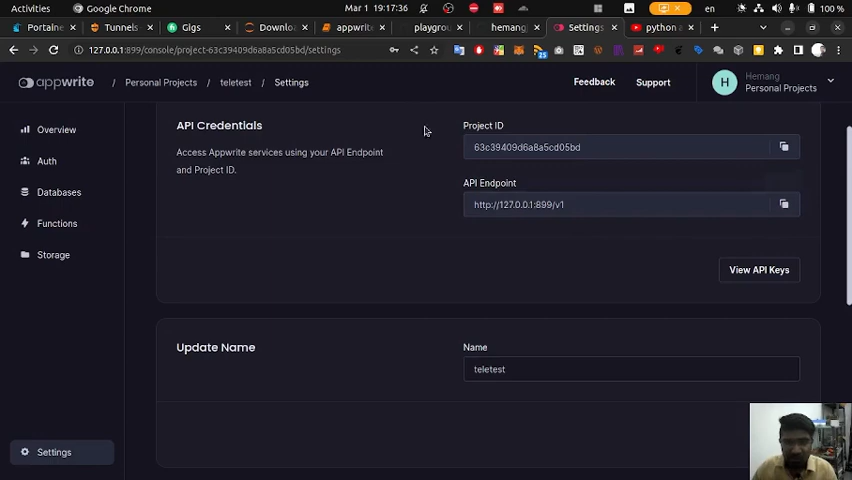 Activities
Google Chrome
Mar 1 19:17:36
en
100 %
Portaine
Tunnels
Gigs
Downloa
appwrite
playgrou
hemang
Settings
python a
127.0.0.1:899/console/project-63c39409d6a8a5cd05bd/settings
appwrite
/ Personal Projects / teletest / Settings
Feedback
Support
H
Hemang
Personal Projects
Overview
Auth
Databases
Functions
Storage
Settings
API Credentials
Access Appwrite services using your API Endpoint
and Project ID.
Project ID
63c39409d6a8a5cd05bd
API Endpoint
http://127.0.0.1:899/v1
View API Keys
Update Name
Name
teletest